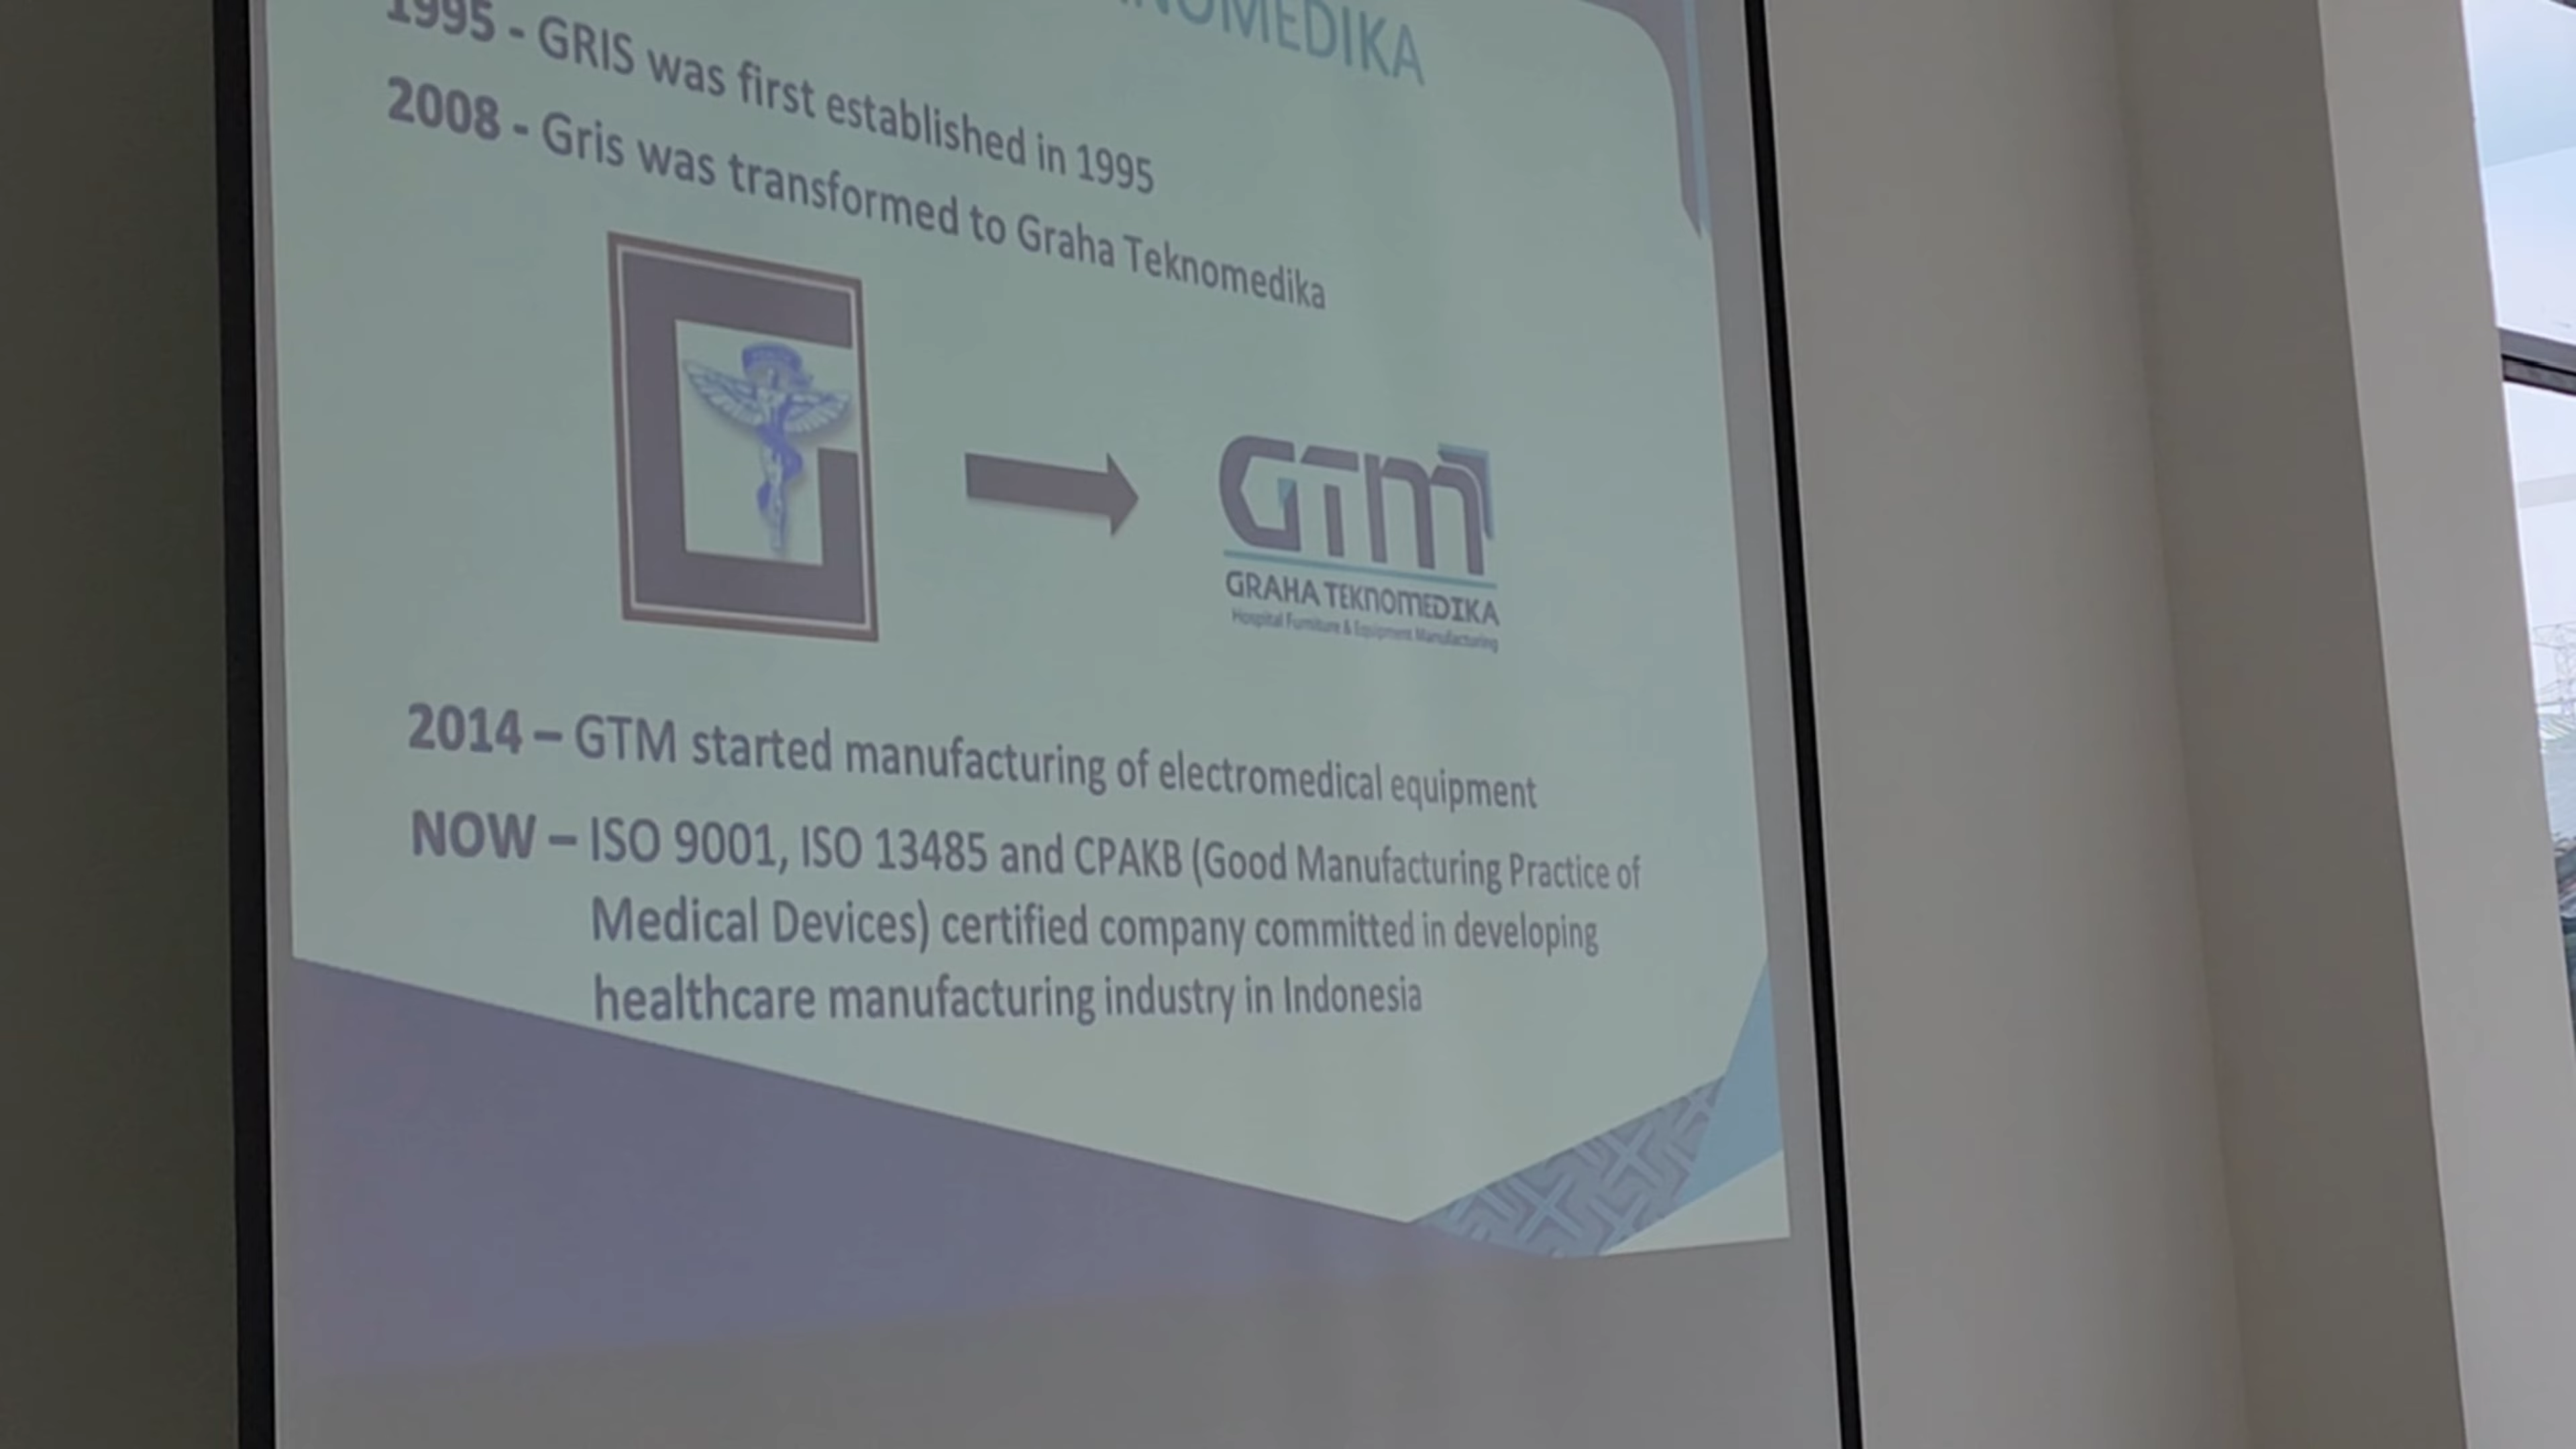 NOMEDIKA
1995 - GRIS was first established in 1995
2008 - Gris was transformed to Graha Teknomedika
GTM
GRAHA TEKNOMEDIKA
Hospital Furniture & Equipment Manufacturing
2014 – GTM started manufacturing of electromedical equipment
NOW – ISO 9001, ISO 13485 and CPAKB (Good Manufacturing Practice of
Medical Devices) certified company committed in developing
healthcare manufacturing industry in Indonesia